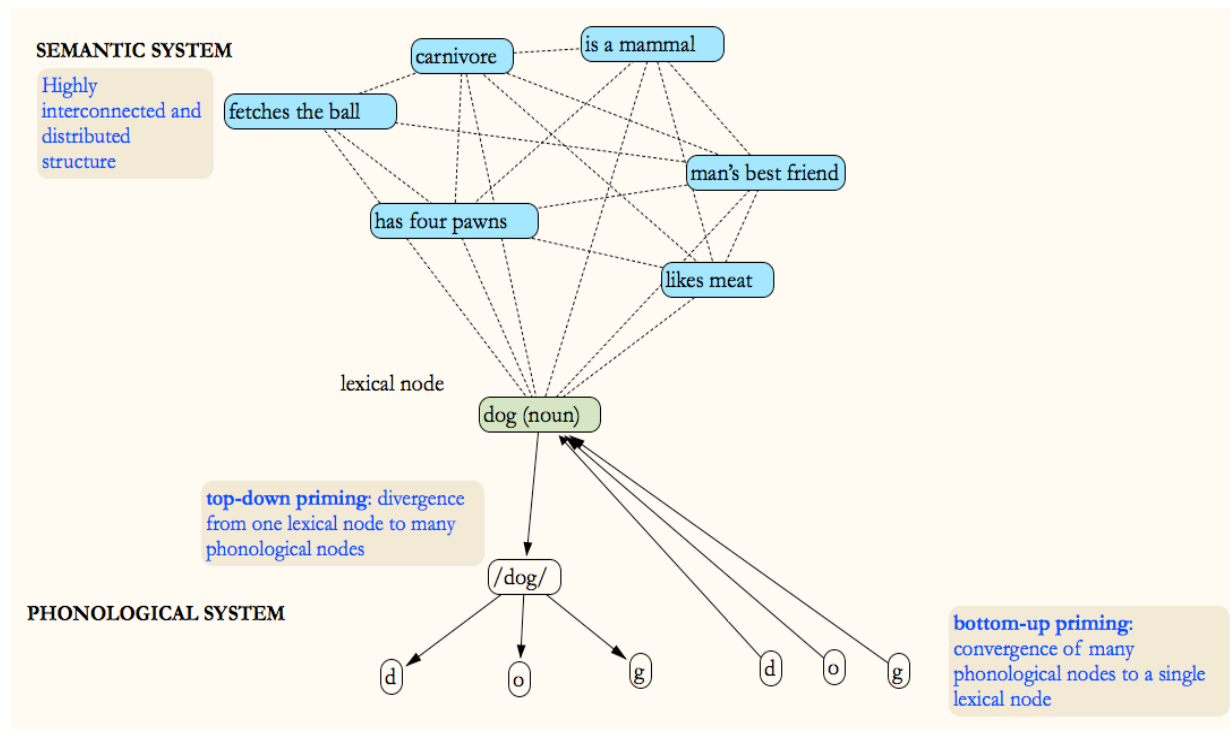 SEMANTIC SYSTEM
Highly
interconnected and
distributed
structure
carnivore
is a mammal
fetches the ball
man's best friend
has four pawns
likes meat
lexical node
dog (noun)
top-down priming: divergence
from one lexical node to many
phonological nodes
/dog/
PHONOLOGICAL SYSTEM
d
o
g
d
o
g
bottom-up priming:
convergence of many
phonological nodes to a single
lexical node